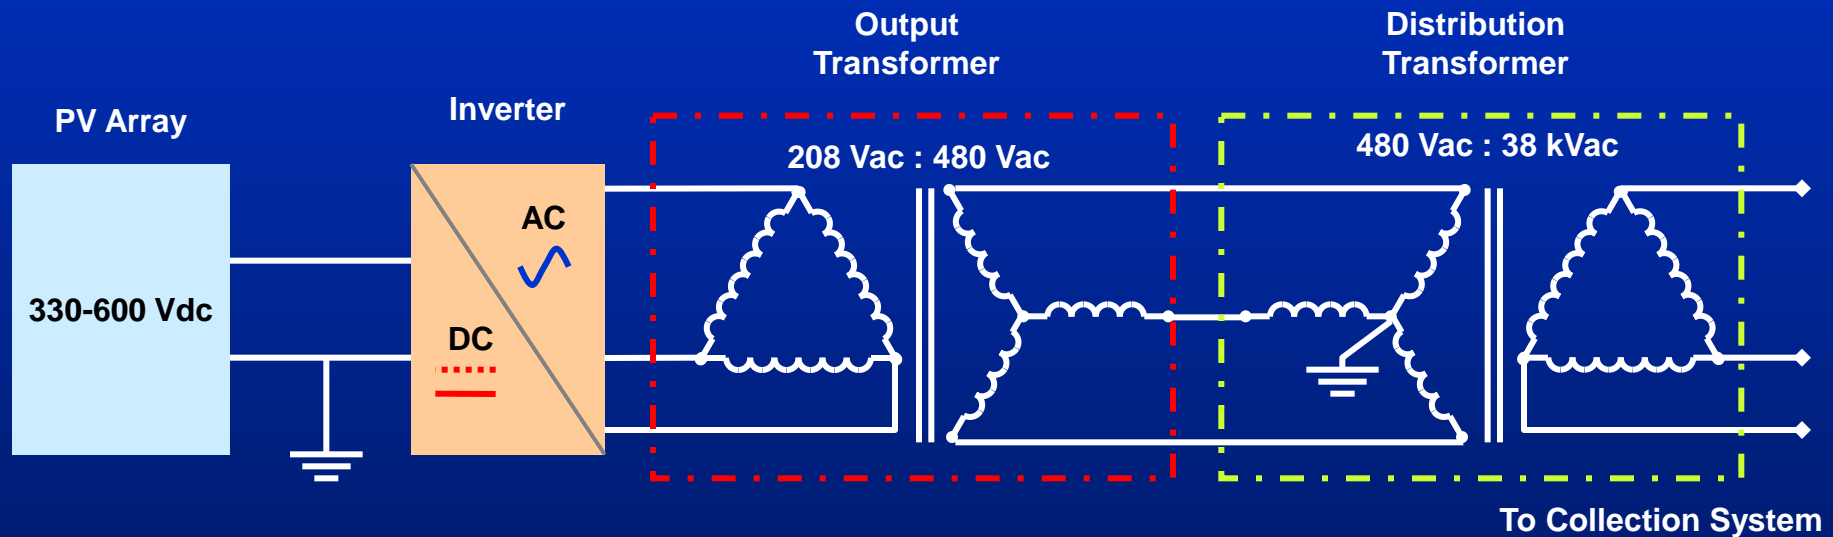 Output
Transformer
Distribution
Transformer
PV Array
Inverter
208 Vac : 480 Vac
480 Vac : 38 kVac
AC
330-600 Vdc
DC
To Collection System